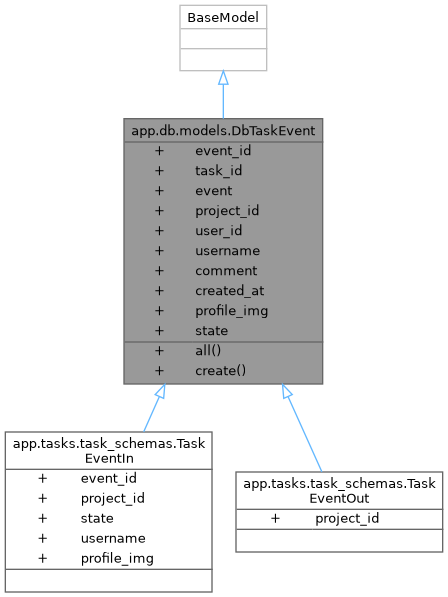 BaseModel
app.db.models.DbTaskEvent
+ event_id
+ task_id
+ event
+ project_id
+ user_id
+ username
+ comment
+ created_at
+ profile_img
+ state
+ all()
+ create()
app.tasks.task_schemas.Task
EventIn
+ event_id
+ project_id
+ state
+ username
+ profile_img
app.tasks.task_schemas.Task
EventOut
+ project_id